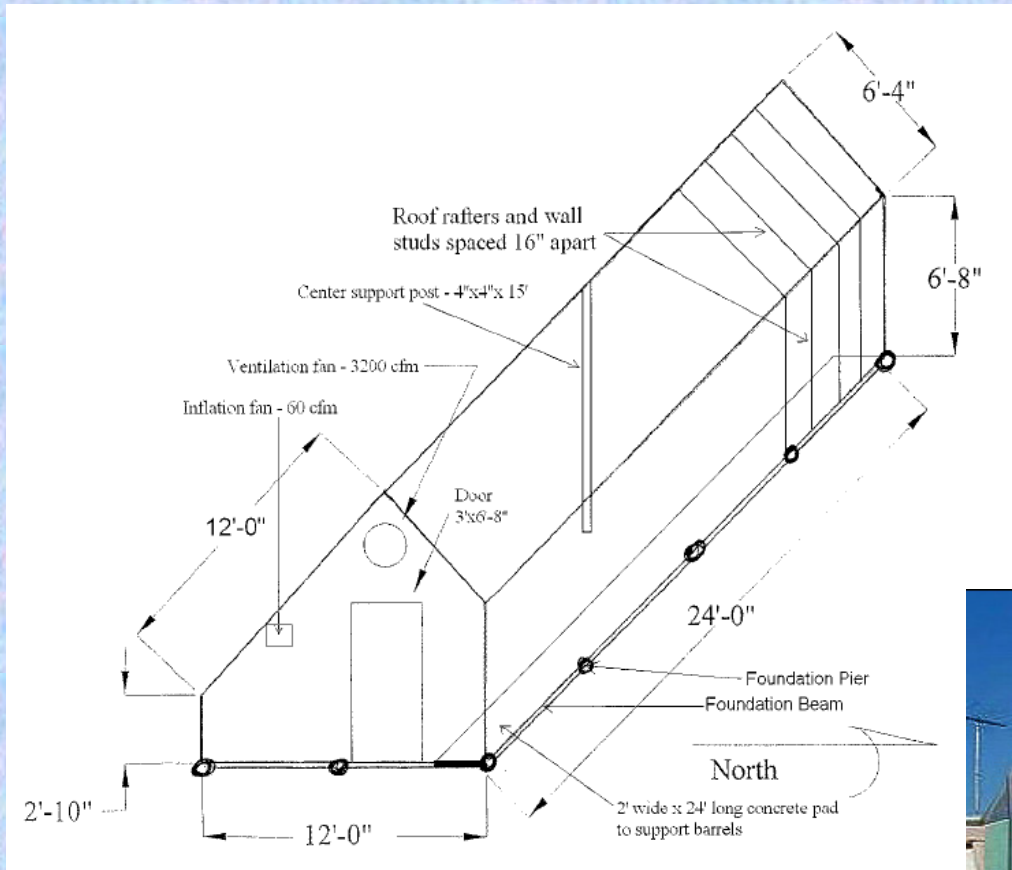 6'-4"
Roof rafters and wall
studs spaced 16" apart
6'-8"
Center support post - 4"x4"x 15'
Ventilation fan - 3200 cfm
Inflation fan - 60 cfm
Door
3'x6'-8"
12'-0"
24'-0"
Foundation Pier
Foundation Beam
North
2'-10"
2' wide x 24' long concrete pad
to support barrels
12'-0"